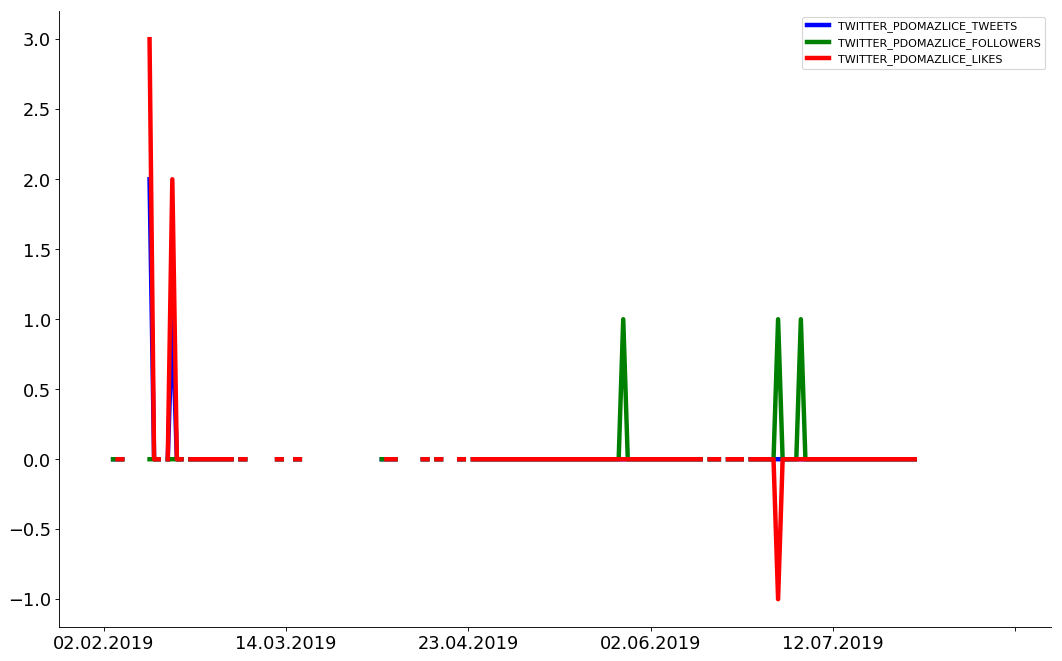 TWITTER_PDOMAZLICE_TWEETS
TWITTER_PDOMAZLICE_FOLLOWERS
TWITTER_PDOMAZLICE_LIKES
3.0
2.5
2.0
1.5
1.0
0.5
0.0
−0.5
−1.0
02.02.2019 14.03.2019 23.04.2019 02.06.2019 12.07.2019